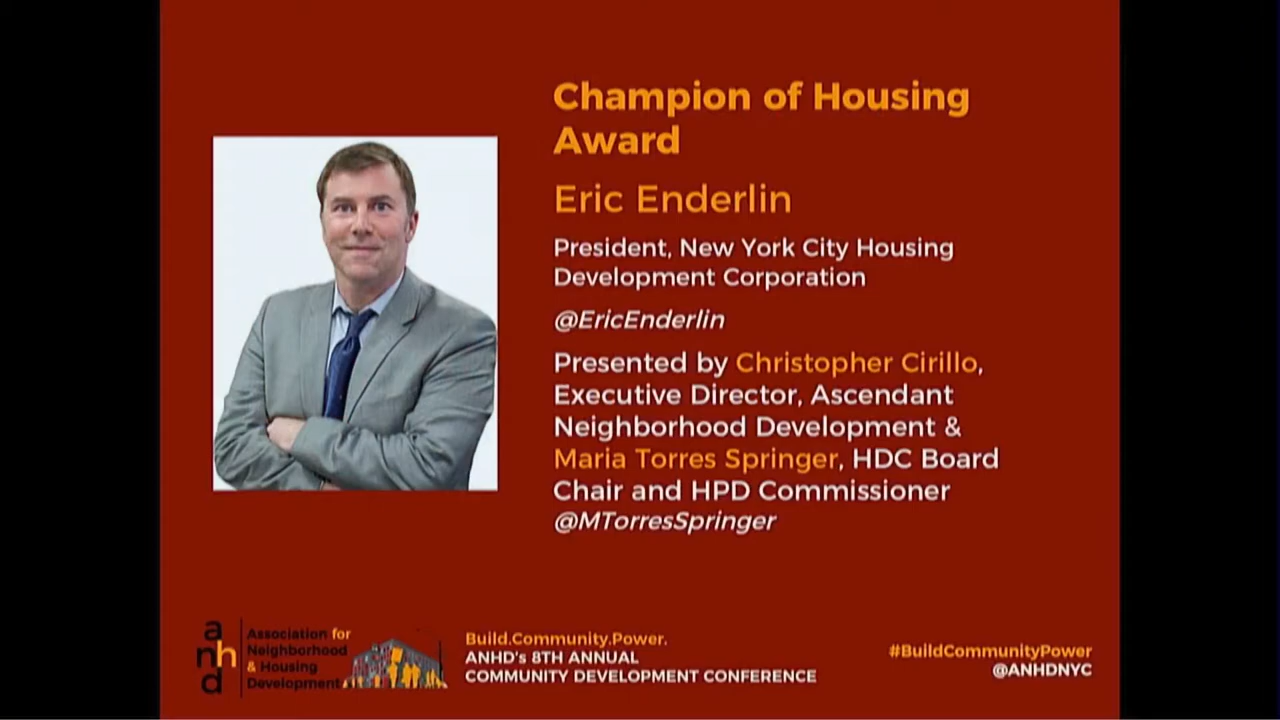 Champion of Housing
Award
Eric Enderlin
President, New York City Housing
Development Corporation
@EricEnderlin
Presented by Christopher Cirillo,
Executive Director, Ascendant
Neighborhood Development &
Maria Torres Springer, HDC Board
Chair and HPD Commissioner
@MTorresSpringer
a
nh
d
Association for
Neighborhood
& Housing
Development
Build.Community.Power.
ANHD's 8TH ANNUAL
COMMUNITY DEVELOPMENT CONFERENCE
#BuildCommunityPower
@ANHDNYC